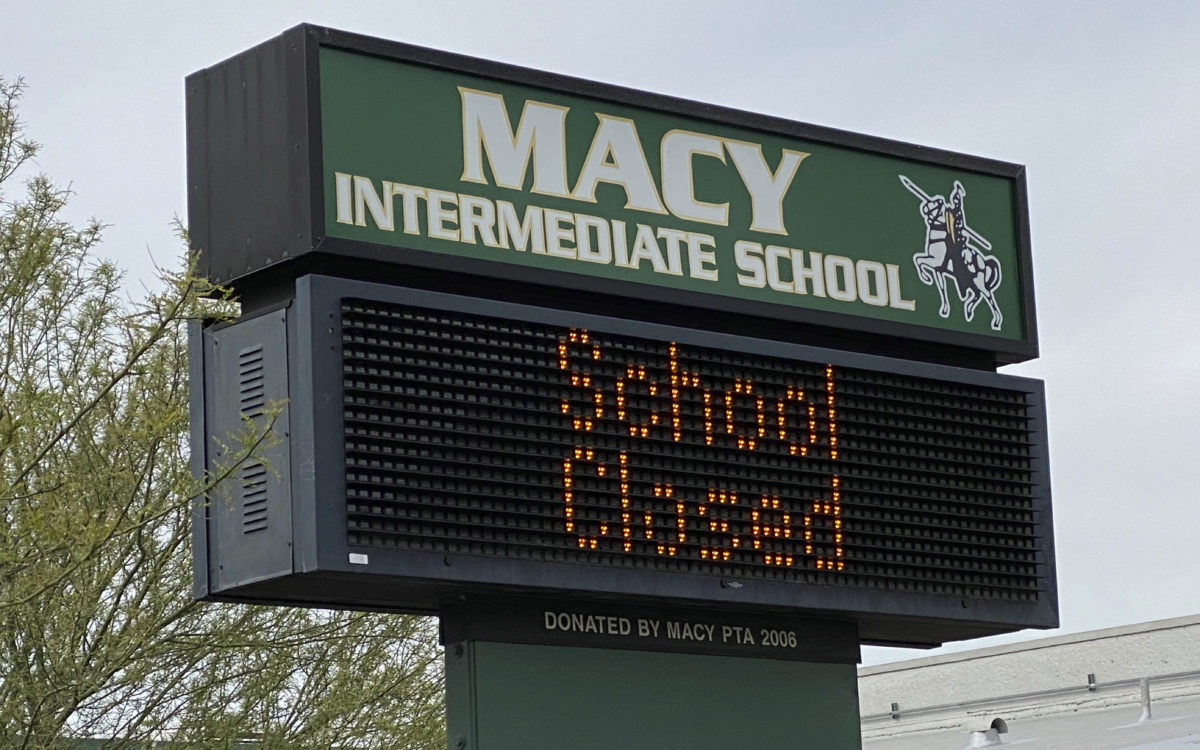 MACY
INTERMEDIATE SCHOOL
School
Closed
DONATED BY MACY PTA 2006